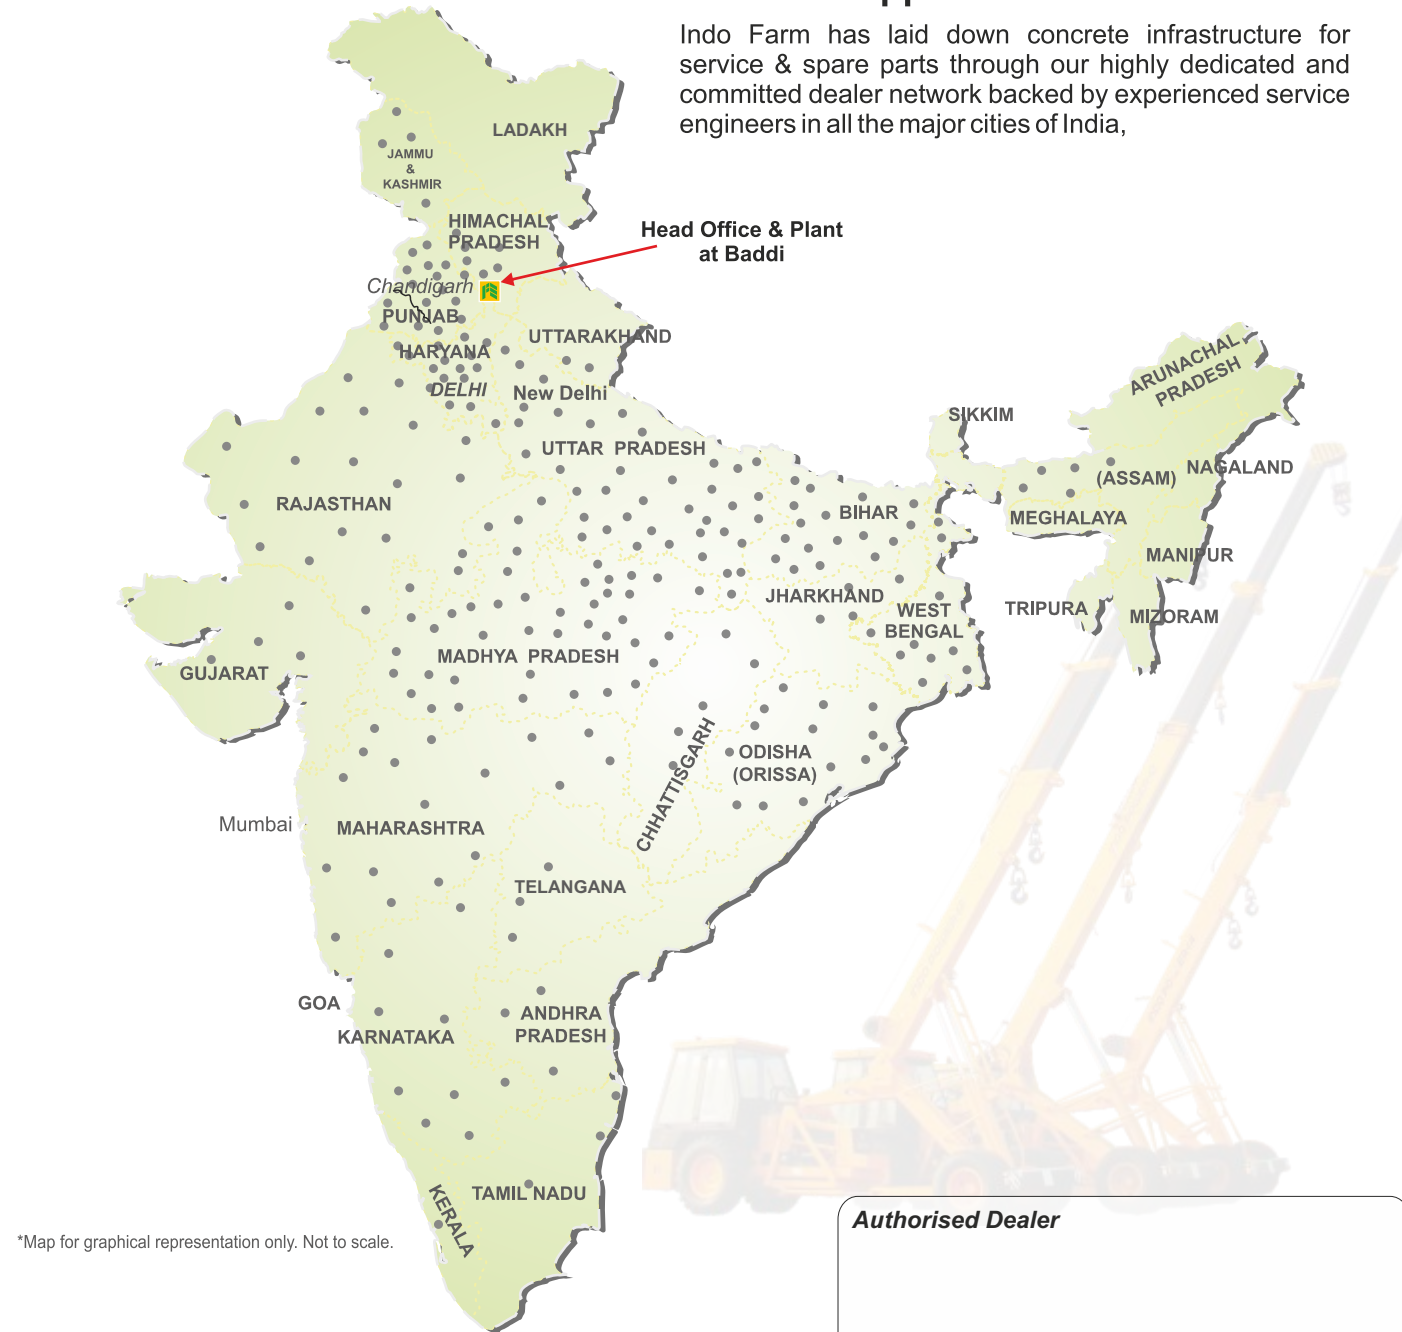 Indo Farm has laid down concrete infrastructure for
service & spare parts through our highly dedicated and
committed dealer network backed by experienced service
engineers in all the major cities of India,
LADAKH
JAMMU
&
KASHMIR
HIMACHAL
PRADESH
Head Office & Plant
at Baddi
Chandigarh
PUNJAB
UTTARAKHAND
HARYANA
DELHI
New Delhi
ARUNACHAL
PRADESH
SIKKIM
UTTAR PRADESH
(ASSAM)
NAGALAND
RAJASTHAN
BIHAR
MEGHALAYA
MANIPUR
JHARKHAND
WEST
BENGAL
TRIPURA
MIZORAM
MADHYA PRADESH
GUJARAT
CHHATTISGARH
ODISHA
(ORISSA)
Mumbai
MAHARASHTRA
TELANGANA
GOA
KARNATAKA
ANDHRA
PRADESH
TAMIL NADU
KERALA
*Map for graphical representation only. Not to scale.
Authorised Dealer